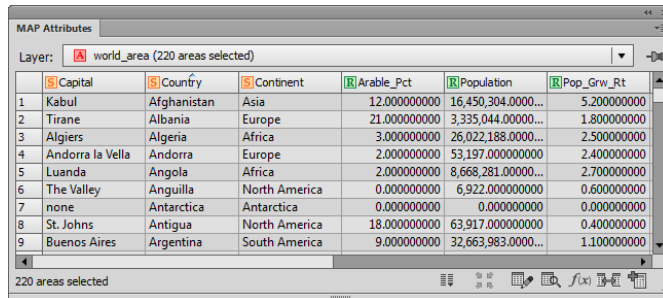 MAP Attributes
Layer: A world_area (220 areas selected)
S Capital S Country S Continent R Arable_Pct R Population R Pop_Grw_Rt
1 Kabul Afghanistan Asia 12.000000000 16,450,304.0000... 5.200000000
2 Tirane Albania Europe 21.000000000 3,335,044.00000... 1.800000000
3 Algiers Algeria Africa 3.000000000 26,022,188.0000... 2.500000000
4 Andorra la Vella Andorra Europe 2.000000000 53,197.000000000 2.400000000
5 Luanda Angola Africa 2.000000000 8,668,281.00000... 2.700000000
6 The Valley Anguilla North America 0.000000000 6,922.000000000 0.600000000
7 none Antarctica Antarctica 0.000000000 0.000000000 0.000000000
8 St. Johns Antigua North America 18.000000000 63,917.000000000 0.400000000
9 Buenos Aires Argentina South America 9.000000000 32,663,983.0000... 1.100000000
220 areas selected f(x)